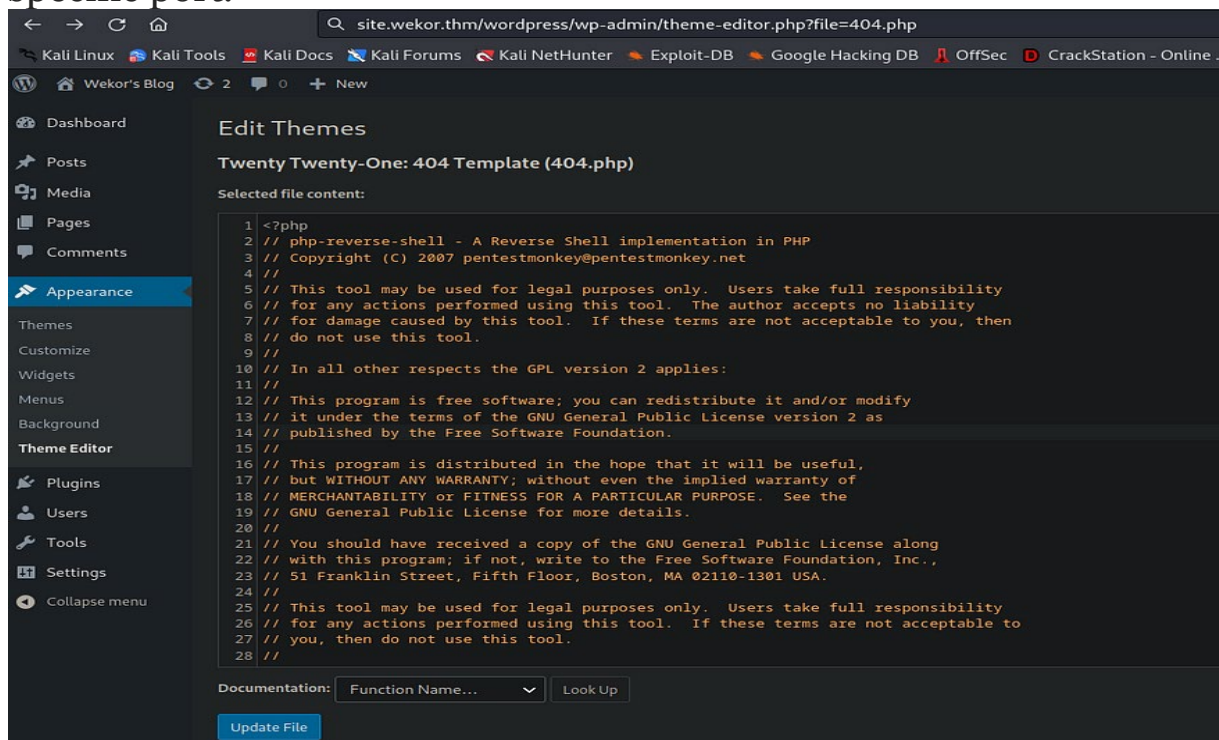 specific port.
site.wekor.thm/wordpress/wp-admin/theme-editor.php?file=404.php
Kali Linux Kali Tools Kali Docs Kali Forums Kali NetHunter Exploit-DB Google Hacking DB OffSec CrackStation - Online
Wekor's Blog 2 0 + New
Dashboard
Posts
Media
Pages
Comments
Appearance
Themes
Customize
Widgets
Menus
Background
Theme Editor
Plugins
Users
Tools
Settings
Collapse menu
Edit Themes
Twenty Twenty-One: 404 Template (404.php)
Selected file content:
1 <?php
2 // php-reverse-shell - A Reverse Shell implementation in PHP
3 // Copyright (C) 2007 pentestmonkey@pentestmonkey.net
4 //
5 // This tool may be used for legal purposes only.  Users take full responsibility
6 // for any actions performed using this tool.  The author accepts no liability
7 // for damage caused by this tool.  If these terms are not acceptable to you, then
8 // do not use this tool.
9 //
10 // In all other respects the GPL version 2 applies:
11 //
12 // This program is free software; you can redistribute it and/or modify
13 // it under the terms of the GNU General Public License version 2 as
14 // published by the Free Software Foundation.
15 //
16 // This program is distributed in the hope that it will be useful,
17 // but WITHOUT ANY WARRANTY; without even the implied warranty of
18 // MERCHANTABILITY or FITNESS FOR A PARTICULAR PURPOSE.  See the
19 // GNU General Public License for more details.
20 //
21 // You should have received a copy of the GNU General Public License along
22 // with this program; if not, write to the Free Software Foundation, Inc.,
23 // 51 Franklin Street, Fifth Floor, Boston, MA 02110-1301 USA.
24 //
25 // This tool may be used for legal purposes only.  Users take full responsibility
26 // for any actions performed using this tool.  If these terms are not acceptable to
27 // you, then do not use this tool.
28 //
Documentation: Function Name... Look Up
Update File